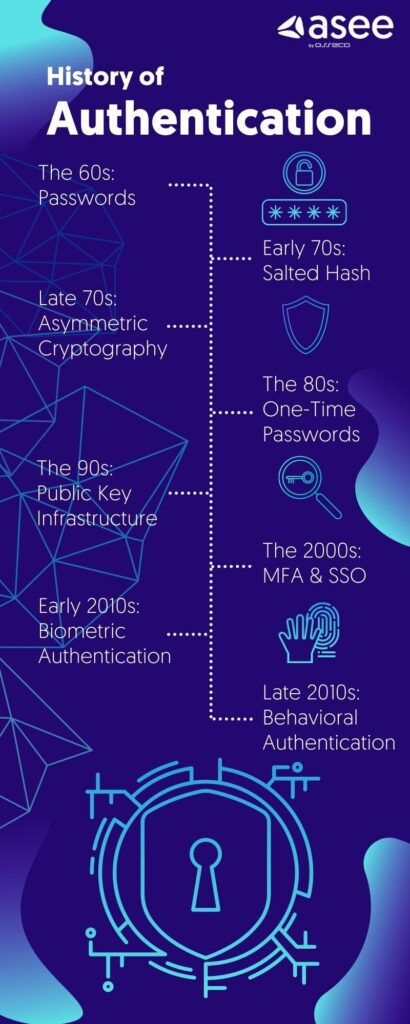 asee
by asseco
History of
Authentication
The 60s:
Passwords
Early 70s:
Salted Hash
Late 70s:
Asymmetric
Cryptography
The 80s:
One-Time
Passwords
The 90s:
Public Key
Infrastructure
The 2000s:
MFA & SSO
Early 2010s:
Biometric
Authentication
Late 2010s:
Behavioral
Authentication